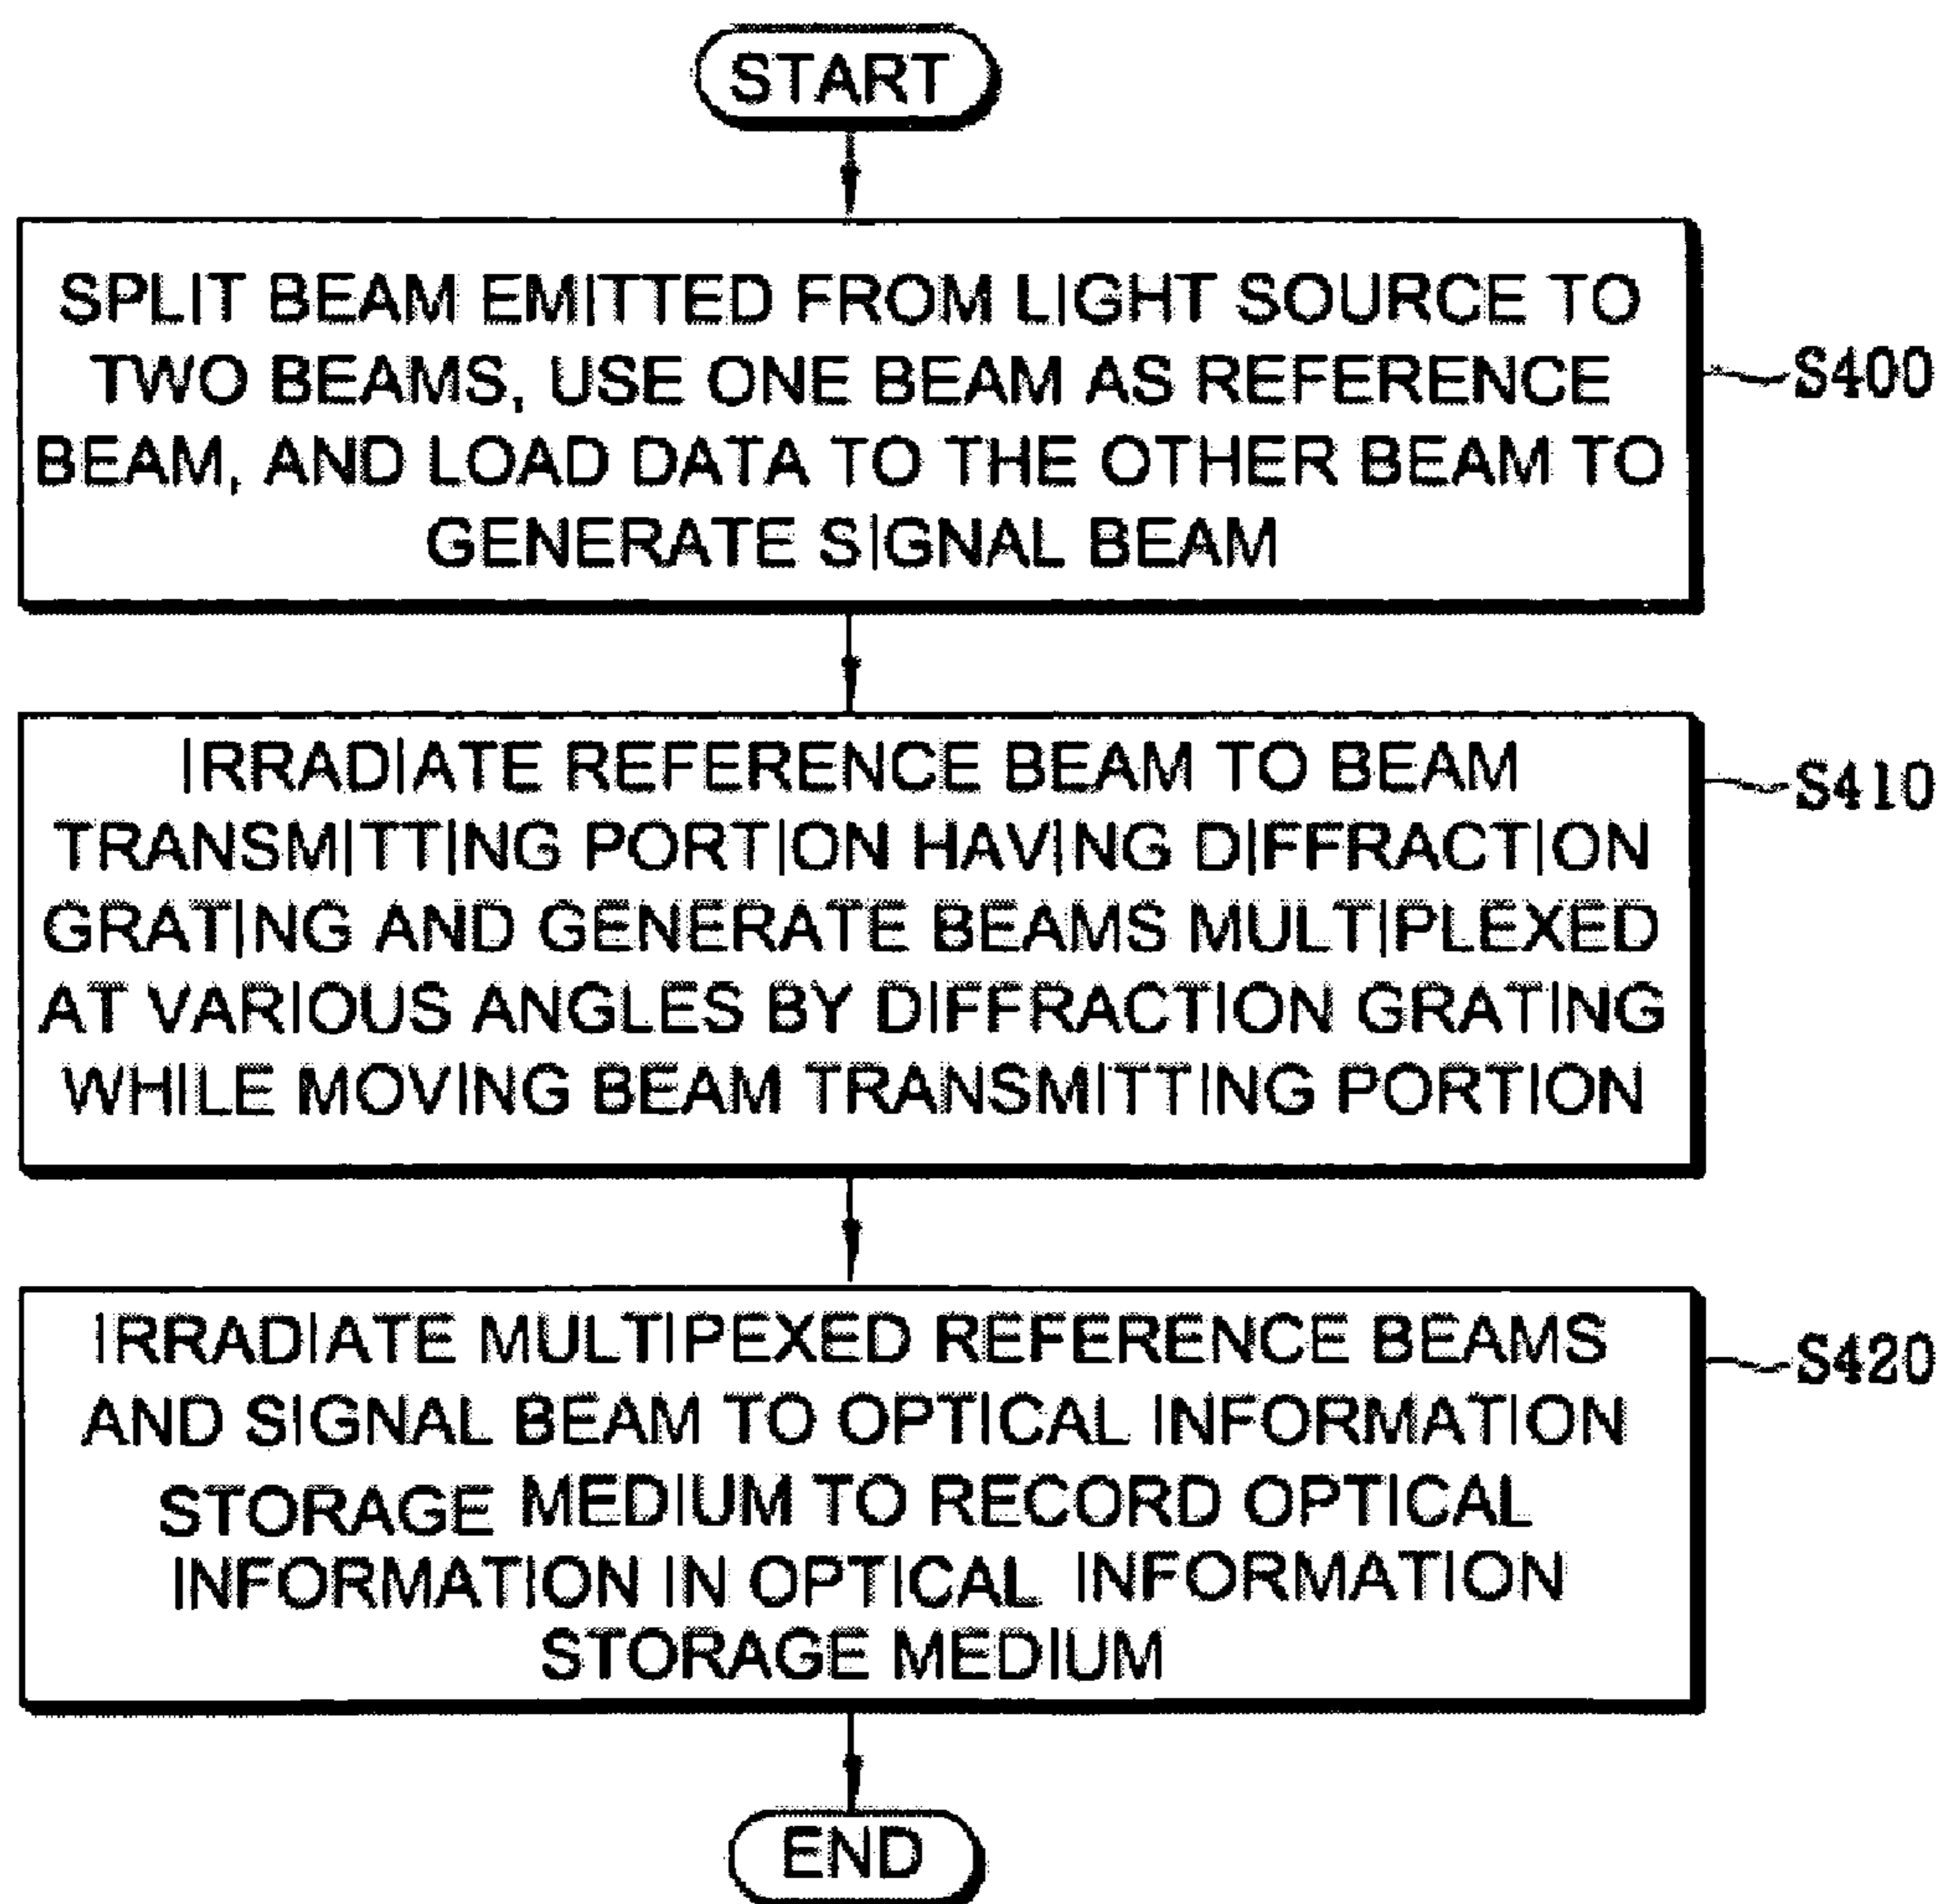 START
SPLIT BEAM EMITTED FROM LIGHT SOURCE TO
TWO BEAMS, USE ONE BEAM AS REFERENCE
BEAM, AND LOAD DATA TO THE OTHER BEAM TO
GENERATE SIGNAL BEAM
S400
IRRADIATE REFERENCE BEAM TO BEAM
TRANSMITTING PORTION HAVING DIFFRACTION
GRATING AND GENERATE BEAMS MULTIPLEXED
AT VARIOUS ANGLES BY DIFFRACTION GRATING
WHILE MOVING BEAM TRANSMITTING PORTION
S410
IRRADIATE MULTIPEXED REFERENCE BEAMS
AND SIGNAL BEAM TO OPTICAL INFORMATION
STORAGE MEDIUM TO RECORD OPTICAL
INFORMATION IN OPTICAL INFORMATION
STORAGE MEDIUM
S420
END